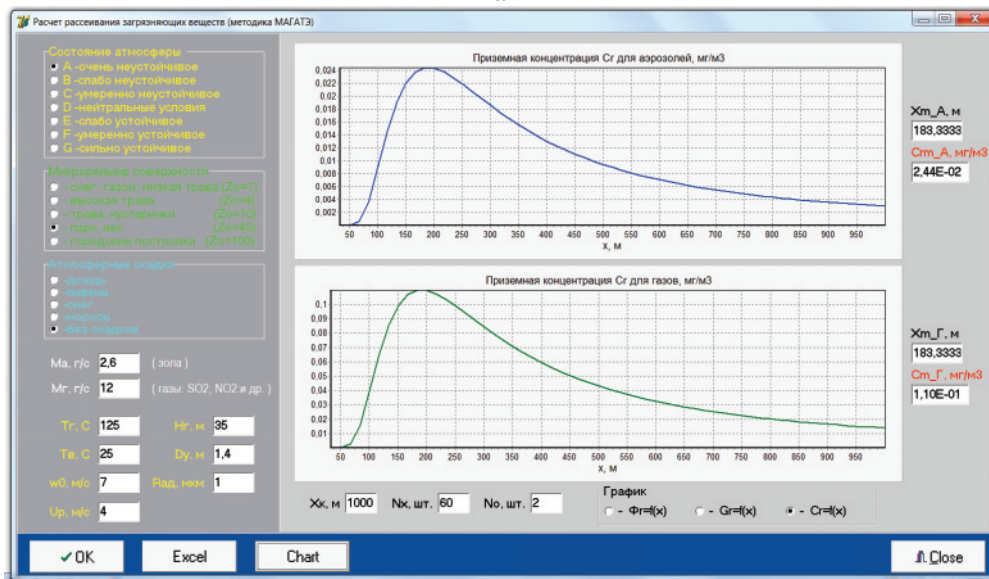 Расчет рассеивания загрязняющих веществ (методика МАГАТЭ)
Состояние атмосферы
А -очень неустойчивое
В -слабо неустойчивое
С -умеренно неустойчивое
D -нейтральные условия
Е -слабо устойчивое
F -умеренно устойчивое
G -сильно устойчивое
Микрорельеф поверхности
- снег, газон, низкая трава (Zo=1)
- высокая трава (Zo=4)
- трава, кустарники (Zo=10)
- парк, лес (Zo=40)
- городские постройки (Zo=100)
Атмосферные осадки
-дождь
-ливень
-снег
-морось
-без осадков
Ма, г/с 2,6 ( зола )
Мг, г/с 12 ( газы: SO2, NO2 и др. )
Тг, С 125 Нг, м 35
Тв, С 25 Dy, м 1,4
w0, м/с 7 Rад, мкм 1
Up, м/с 4
Приземная концентрация Сг для аэрозолей, мг/м3
0,024
0,022
0,02
0,018
0,016
0,014
0,012
0,01
0,008
0,006
0,004
0,002
50 100 150 200 250 300 350 400 450 500 550 600 650 700 750 800 850 900 950
х, м
Xm_A, м
183,3333
Crm_A, мг/м3
2,44E-02
Приземная концентрация Сг для газов, мг/м3
0,1
0,09
0,08
0,07
0,06
0,05
0,04
0,03
0,02
0,01
50 100 150 200 250 300 350 400 450 500 550 600 650 700 750 800 850 900 950
х, м
Xm_Г, м
183,3333
Cm_Г, мг/м3
1,10E-01
Хк, м 1000 Nx, шт. 60 No, шт. 2
График
- Фг=f(x) - Gr=f(x) - Cr=f(x)
OK Excel Chart Close